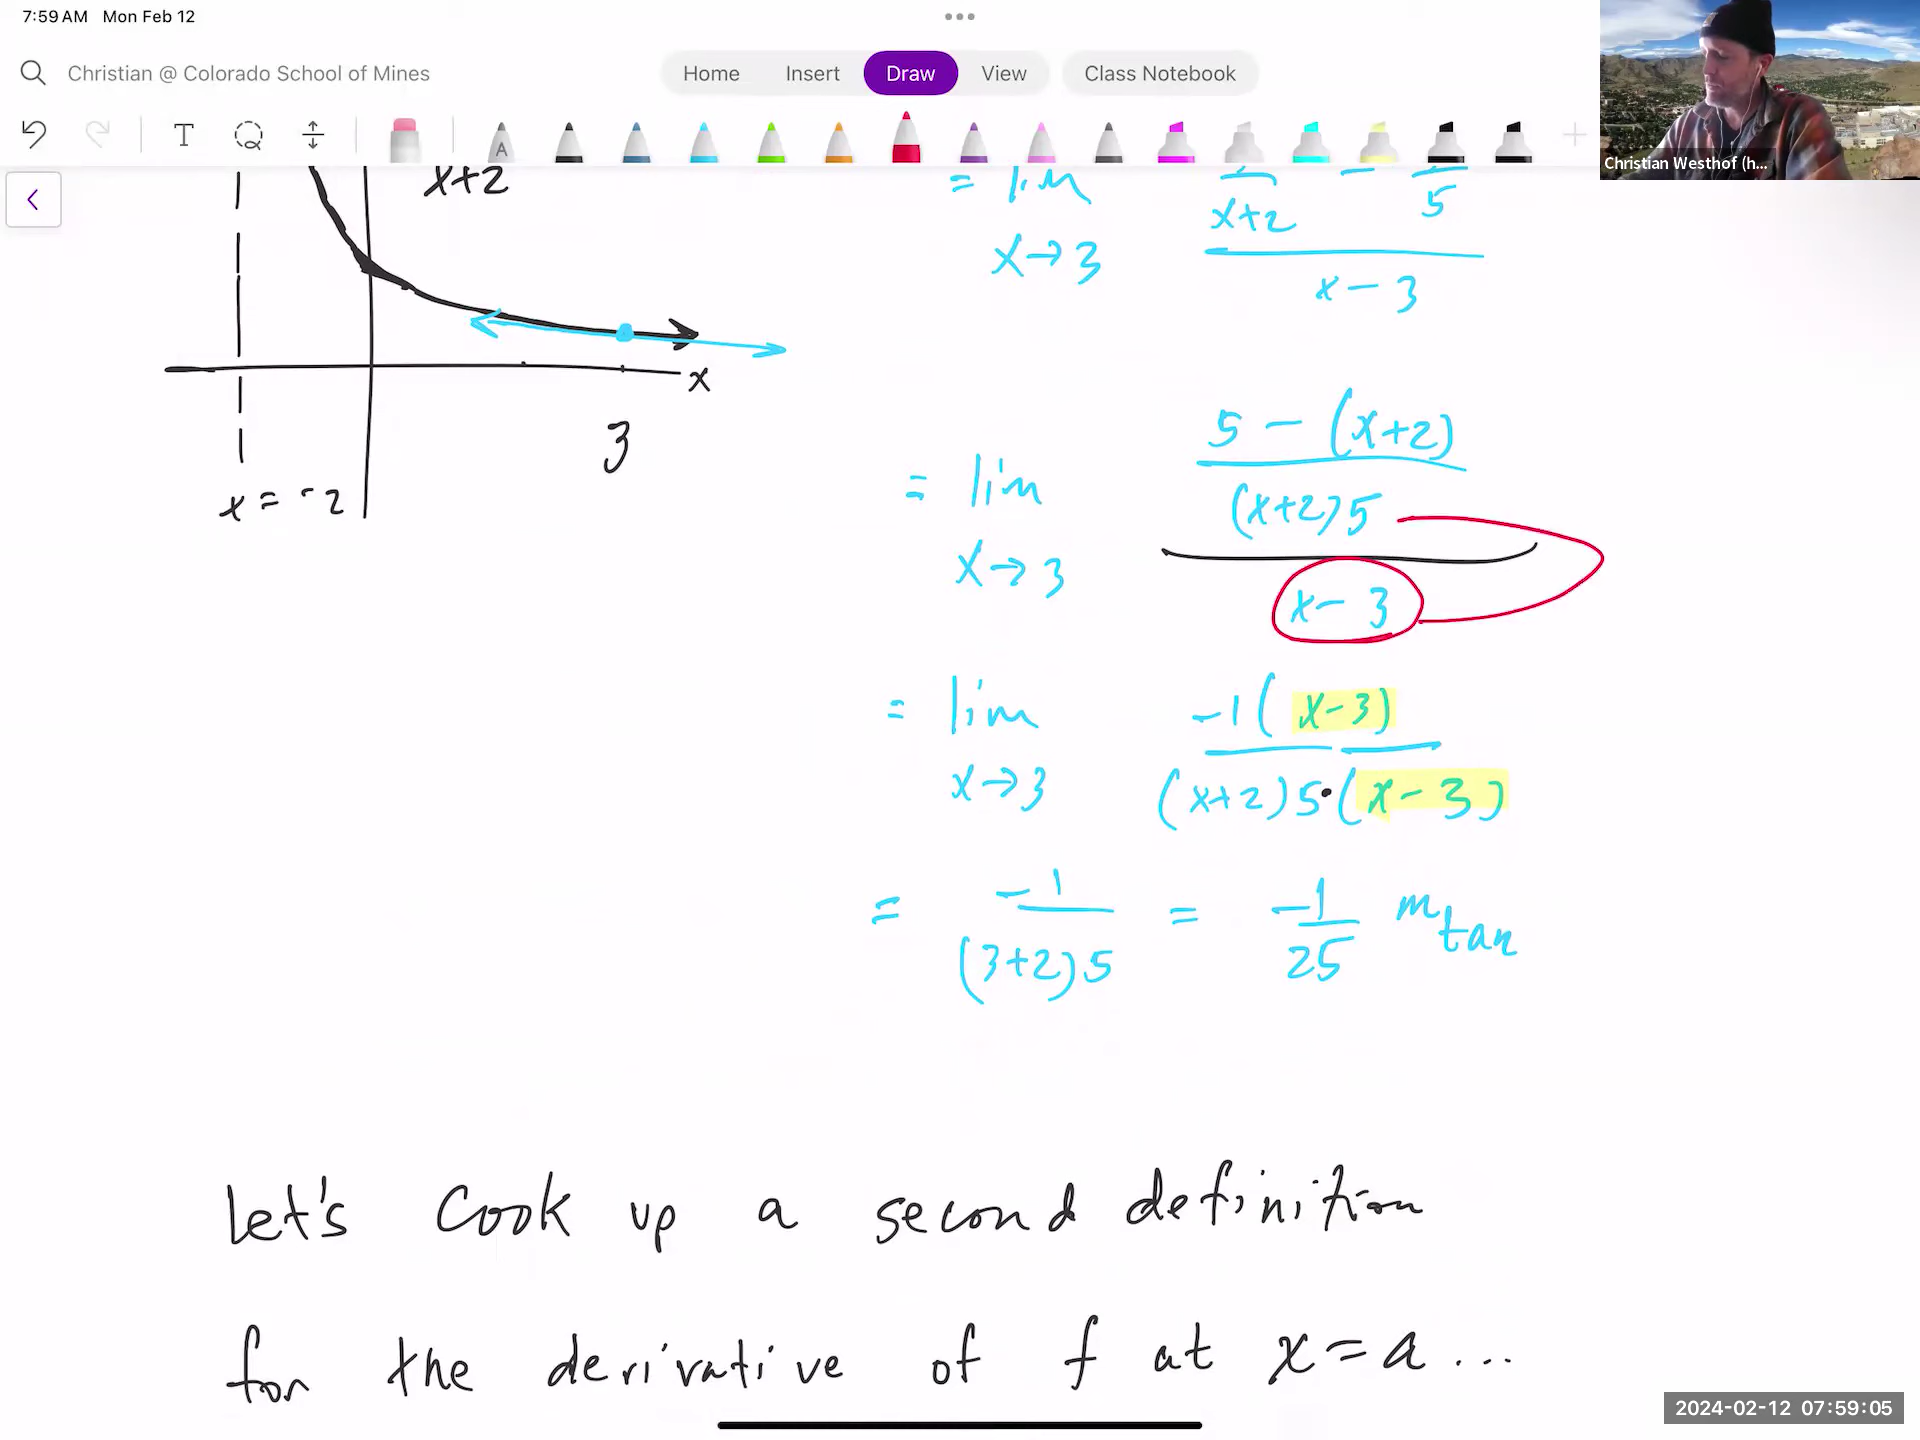 7:59 AM Mon Feb 12
Christian @ Colorado School of Mines
Home Insert Draw View Class Notebook
T
A
Christian Westhof (h...
x+2
x
3
x = -2
= lim
x→3
x+2 - 5
x - 3
= lim
x→3
5 - (x+2)
(x+2)5
x - 3
= lim
x→3
-1(x-3)
(x+2)5•(x-3)
= -1 / (3+2)5 = -1 / 25 m tan
Let's cook up a second definition
for the derivative of f at x=a...
2024-02-12 07:59:05